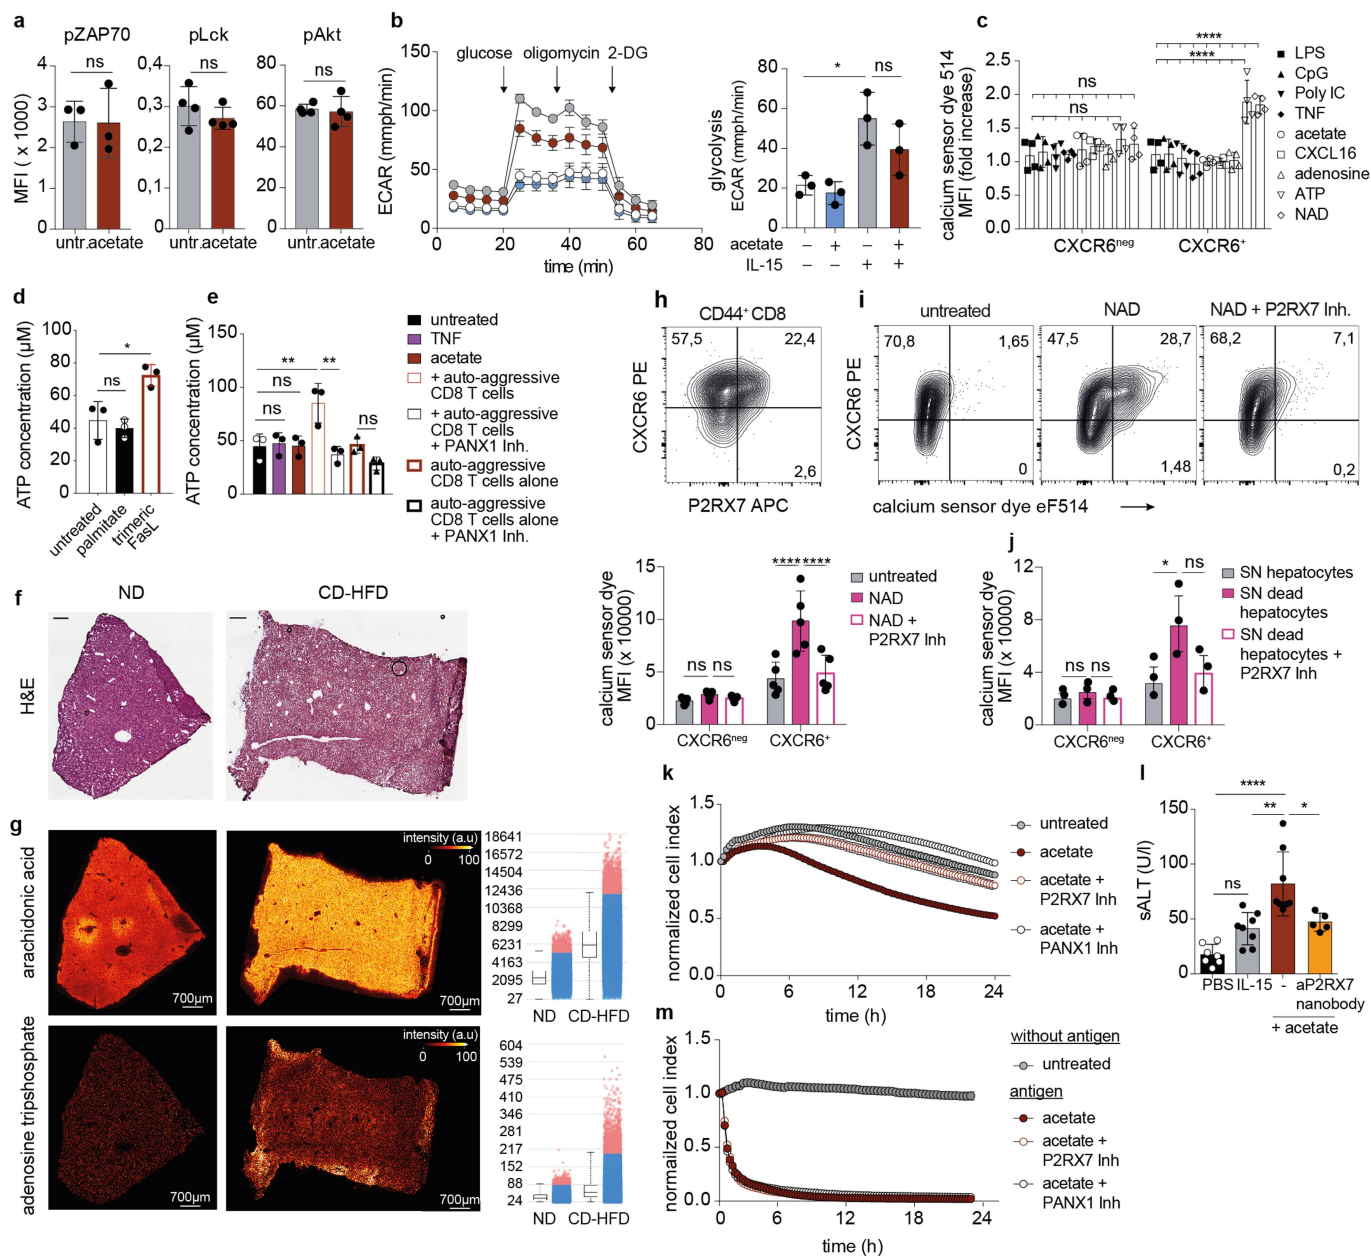 a
pZAP70
pLck
pAkt
MFI ( x 1000)
4
3
2
1
0
ns
untr.acetate
0,4
0,3
0,2
0,1
0
ns
untr.acetate
80
60
40
20
0
ns
untr.acetate
b
glucose
oligomycin
2-DG
ECAR (mmph/min)
150
100
50
0
0
20
40
60
80
time (min)
glycolysis
ECAR (mmph/min)
80
60
40
20
0
*
ns
acetate
– + – +
IL-15
– – + +
c
calcium sensor dye 514
MFI (fold increase)
2.5
2.0
1.5
1.0
0.5
0.0
ns
ns
****
****
CXCR6neg
CXCR6+
LPS
CpG
Poly IC
TNF
acetate
CXCL16
adenosine
ATP
NAD
d
ATP concentration (µM)
100
80
60
40
20
0
ns
*
untreated
palmitate
trimeric
FasL
e
ATP concentration (µM)
150
100
50
0
ns
ns
**
**
ns
untreated
TNF
acetate
+ auto-aggressive
CD8 T cells
+ auto-aggressive
CD8 T cells
+ PANX1 Inh.
auto-aggressive
CD8 T cells alone
auto-aggressive
CD8 T cells alone
+ PANX1 Inh.
h
CD44+ CD8
57,5
22,4
2,6
CXCR6 PE
P2RX7 APC
i
untreated
NAD
NAD + P2RX7 Inh.
70,8
1,65
0
47,5
28,7
1,48
68,2
7,1
0,2
CXCR6 PE
calcium sensor dye eF514
calcium sensor dye
MFI (x 10000)
15
10
5
0
ns
ns
****
****
CXCR6neg
CXCR6+
untreated
NAD
NAD +
P2RX7 Inh
j
calcium sensor dye
MFI (x 10000)
12
8
4
0
ns
ns
*
ns
CXCR6neg
CXCR6+
SN hepatocytes
SN dead
hepatocytes
SN dead
hepatocytes +
P2RX7 Inh
f
ND
CD-HFD
H&E
g
arachidonic acid
700µm
intensity (a.u)
0
100
700µm
18641
16572
14504
12436
10368
8299
6231
4163
2095
27
ND
CD-HFD
adenosine tripshosphate
700µm
intensity (a.u)
0
100
700µm
604
539
475
410
346
281
217
152
88
24
ND
CD-HFD
k
normalized cell index
1.5
1.0
0.5
0.0
0
6
12
18
24
time (h)
untreated
acetate
acetate +
P2RX7 Inh
acetate +
PANX1 Inh
l
sALT (U/l)
150
100
50
0
****
**
*
ns
PBS
IL-15
-
aP2RX7
nanobody
+ acetate
m
normailzed cell index
1.5
1.0
0.5
0.0
0
6
12
18
24
time (h)
without antigen
untreated
antigen
acetate
acetate +
P2RX7 Inh
acetate +
PANX1 Inh